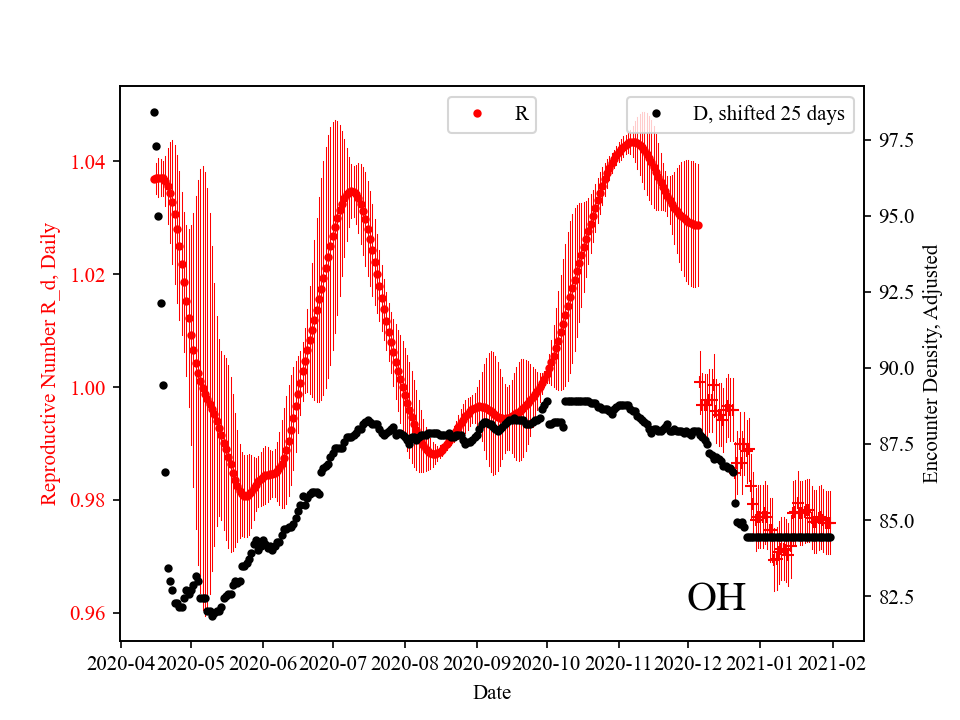 R
D, shifted 25 days
1.04
1.02
1.00
0.98
0.96
Reproductive Number R_d, Daily
97.5
95.0
92.5
90.0
87.5
85.0
82.5
Encounter Density, Adjusted
OH
2020-04 2020-05 2020-06 2020-07 2020-08 2020-09 2020-10 2020-11 2020-12 2021-01 2021-02
Date